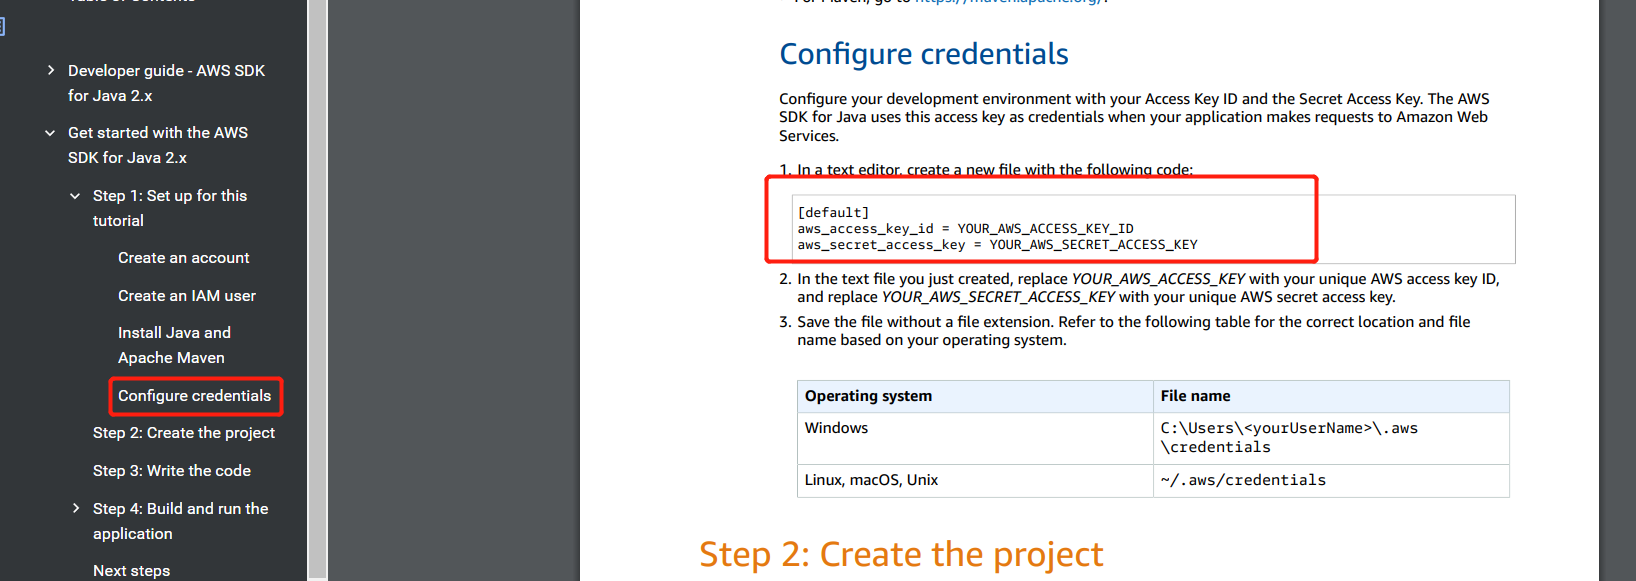 Developer guide - AWS SDK
for Java 2.x
Get started with the AWS
SDK for Java 2.x
Step 1: Set up for this
tutorial
Create an account
Create an IAM user
Install Java and
Apache Maven
Configure credentials
Step 2: Create the project
Step 3: Write the code
Step 4: Build and run the
application
Next steps
For Maven, go to https://maven.apache.org/.
Configure credentials
Configure your development environment with your Access Key ID and the Secret Access Key. The AWS
SDK for Java uses this access key as credentials when your application makes requests to Amazon Web
Services.
1. In a text editor, create a new file with the following code:
[default]
aws_access_key_id = YOUR_AWS_ACCESS_KEY_ID
aws_secret_access_key = YOUR_AWS_SECRET_ACCESS_KEY
2. In the text file you just created, replace YOUR_AWS_ACCESS_KEY with your unique AWS access key ID,
and replace YOUR_AWS_SECRET_ACCESS_KEY with your unique AWS secret access key.
3. Save the file without a file extension. Refer to the following table for the correct location and file
name based on your operating system.
Operating system File name
Windows C:\Users\<yourUserName>\.aws
\credentials
Linux, macOS, Unix ~/.aws/credentials
Step 2: Create the project